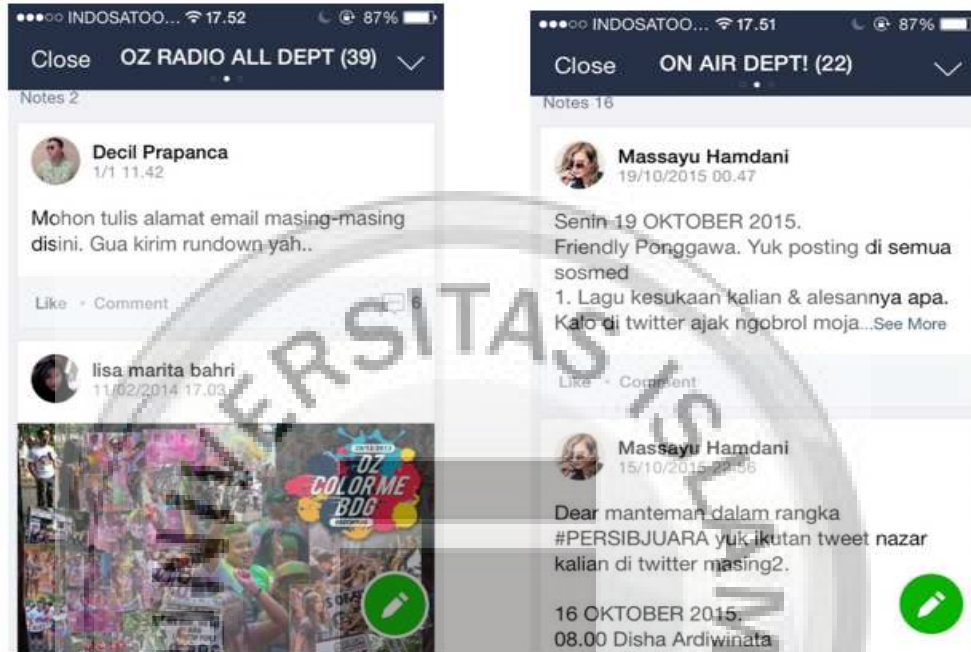 INDOSATOO... 17.52 87%
Close OZ RADIO ALL DEPT (39)
Notes 2
Decil Prapanca
1/1 11.42
Mohon tulis alamat email masing-masing
disini. Gua kirim rundown yah..
Like · Comment 6
lisa marita bahri
11/02/2014 17.03
OZ
COLOR ME
BDG
INDOSATOO... 17.51 87%
Close ON AIR DEPT! (22)
Notes 16
Massayu Hamdani
19/10/2015 00.47
Senin 19 OKTOBER 2015.
Friendly Ponggawa. Yuk posting di semua
sosmed
1. Lagu kesukaan kalian & alesannya apa.
Kalo di twitter ajak ngobrol moja...See More
Like · Comment
Massayu Hamdani
15/10/2015 22.56
Dear manteman dalam rangka
#PERSIBJUARA yuk ikutan tweet nazar
kalian di twitter masing2.
16 OKTOBER 2015.
08.00 Disha Ardiwinata
ERSITAS ISLAM